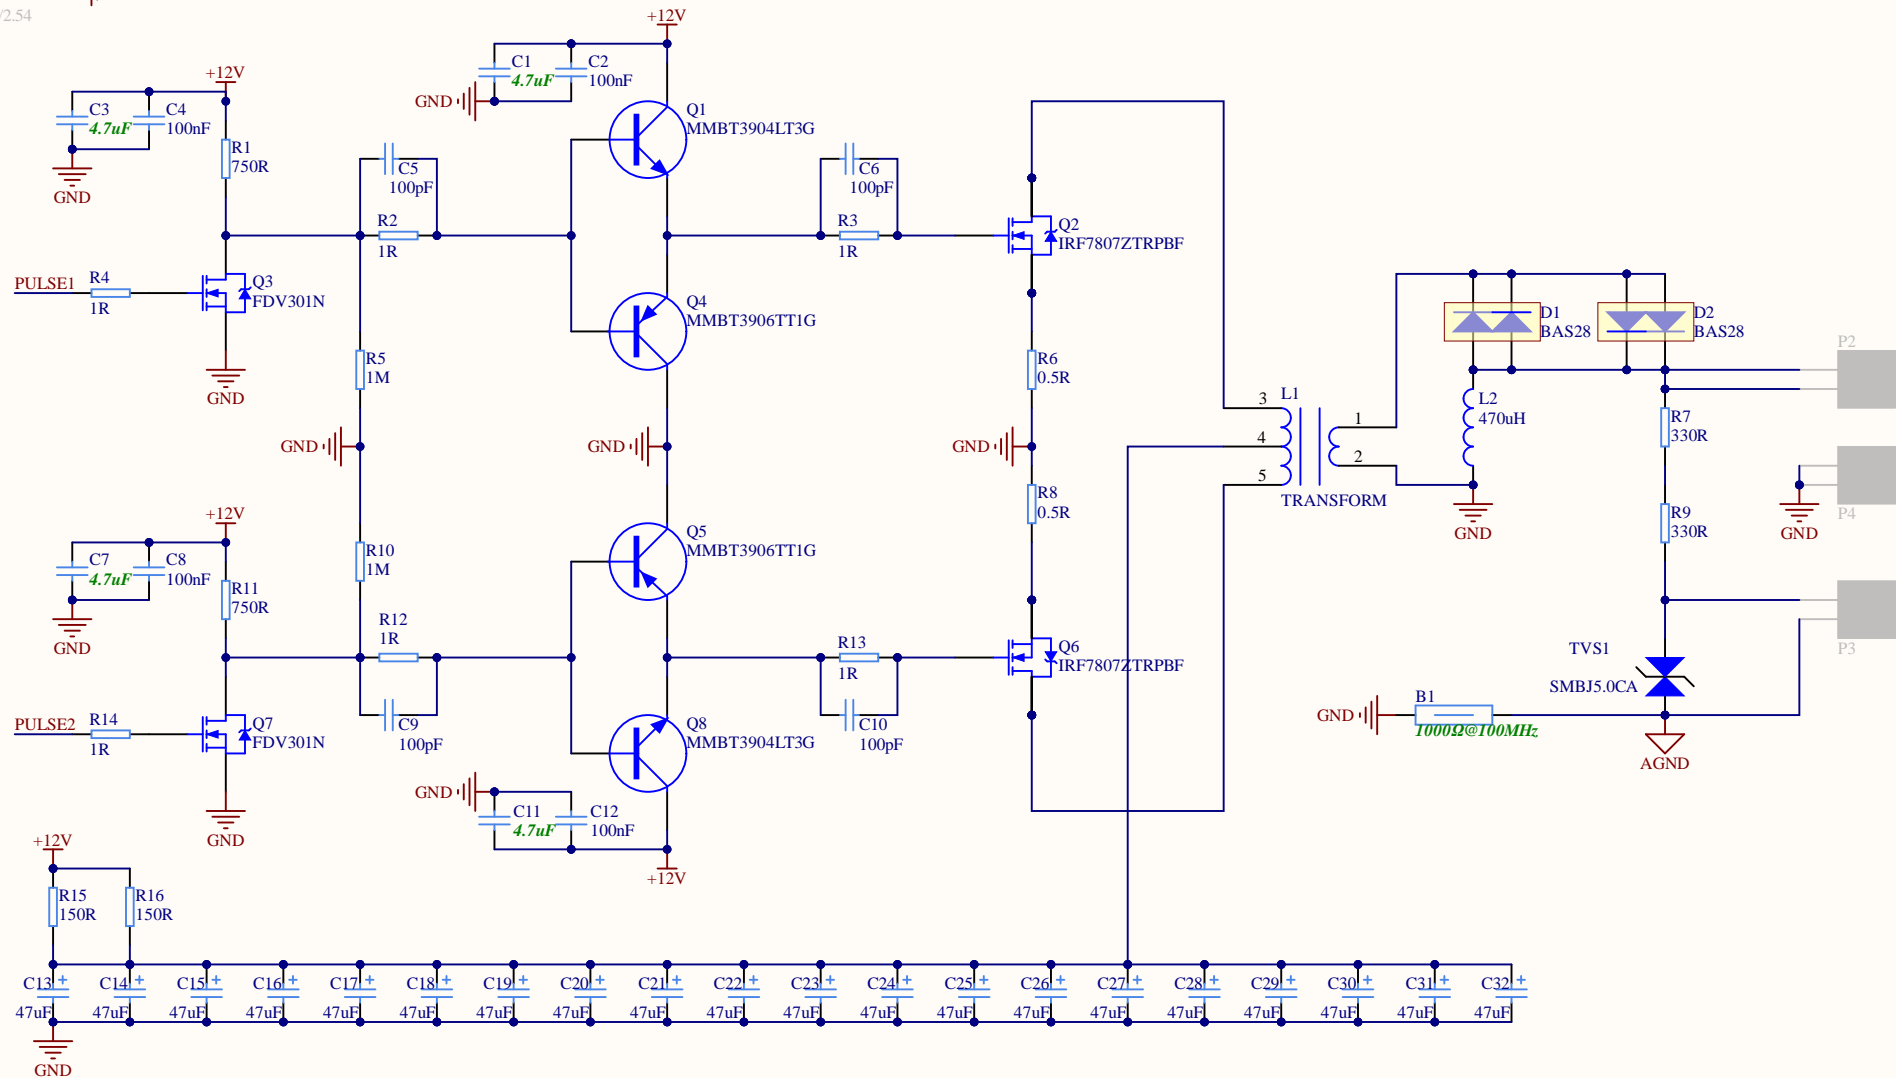 /2.54
+12V
C3
4.7uF
C4
100nF
GND
R1
750R
PULSE1
R4
1R
Q3
FDV301N
GND
+12V
C1
4.7uF
C2
100nF
GND
Q1
MMBT3904LT3G
C5
100pF
R2
1R
Q4
MMBT3906TT1G
C6
100pF
R3
1R
Q2
IRF7807ZTRPBF
R5
1M
GND
GND
R6
0.5R
GND
R8
0.5R
3
4
5
L1
1
2
TRANSFORM
D1
BAS28
D2
BAS28
L2
470uH
GND
R7
330R
R9
330R
P2
P4
GND
P3
TVS1
SMBJ5.0CA
B1
GND
1000Ω@100MHz
AGND
+12V
C7
4.7uF
C8
100nF
GND
R11
750R
PULSE2
R14
1R
Q7
FDV301N
GND
R10
1M
R12
1R
C9
100pF
Q5
MMBT3906TT1G
Q8
MMBT3904LT3G
GND
C11
4.7uF
C12
100nF
+12V
R13
1R
C10
100pF
Q6
IRF7807ZTRPBF
+12V
R15
150R
R16
150R
C13 + C14 + C15 + C16 + C17 + C18 + C19 + C20 + C21 + C22 + C23 + C24 + C25 + C26 + C27 + C28 + C29 + C30 + C31 + C32 +
47uF 47uF 47uF 47uF 47uF 47uF 47uF 47uF 47uF 47uF 47uF 47uF 47uF 47uF 47uF 47uF 47uF 47uF 47uF 47uF
GND